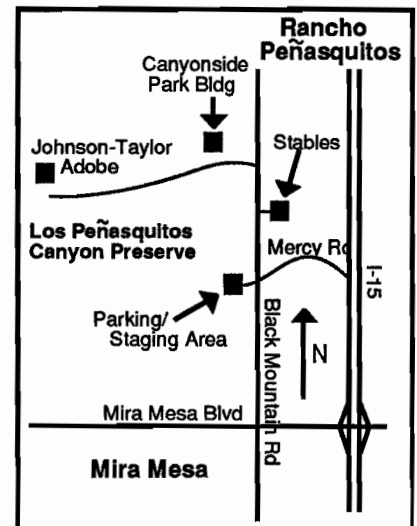 Rancho
Peñasquitos
Canyonside
Park Bldg
Johnson-Taylor
Adobe
Stables
Los Peñasquitos
Canyon Preserve
Mercy Rd
I-15
Parking/
Staging Area
Black Mountain Rd
N
Mira Mesa Blvd
Mira Mesa